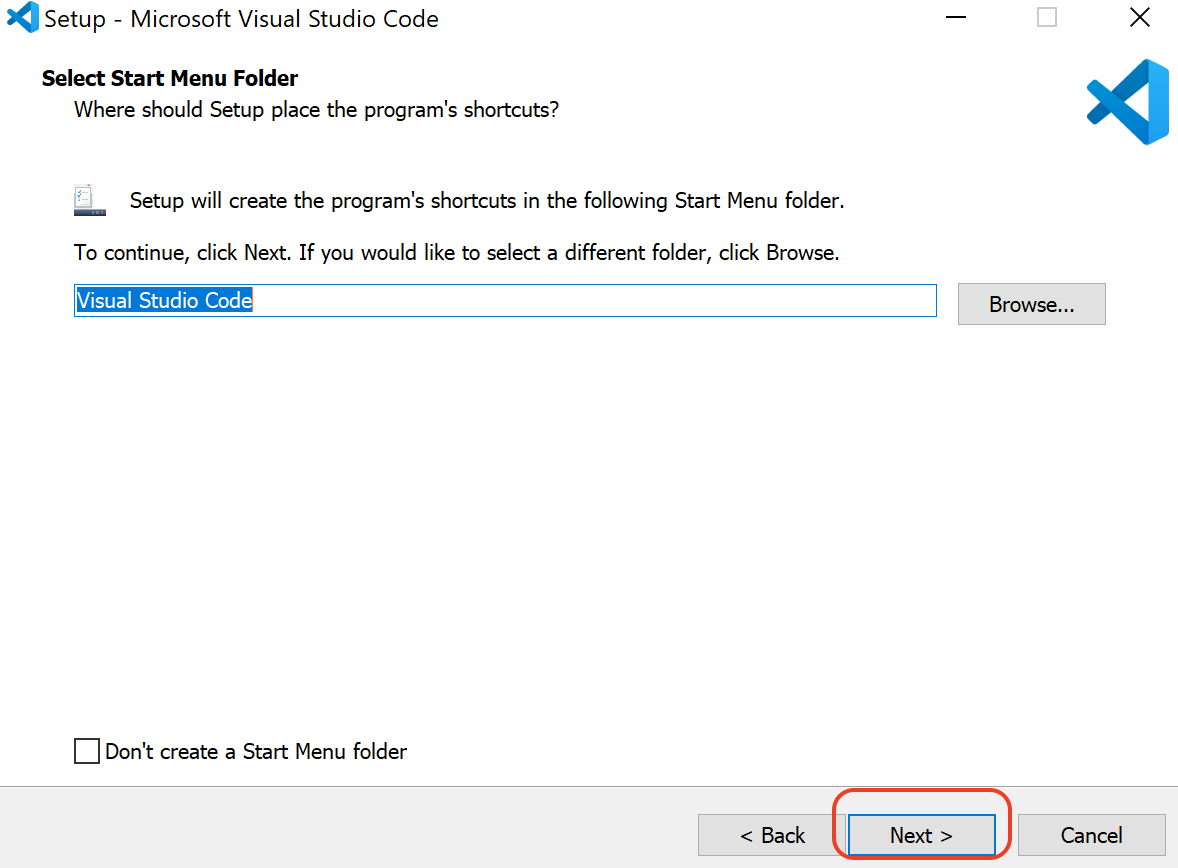 Setup - Microsoft Visual Studio Code
Select Start Menu Folder
Where should Setup place the program's shortcuts?
Setup will create the program's shortcuts in the following Start Menu folder.
To continue, click Next. If you would like to select a different folder, click Browse.
Visual Studio Code
Browse...
Don't create a Start Menu folder
< Back
Next >
Cancel